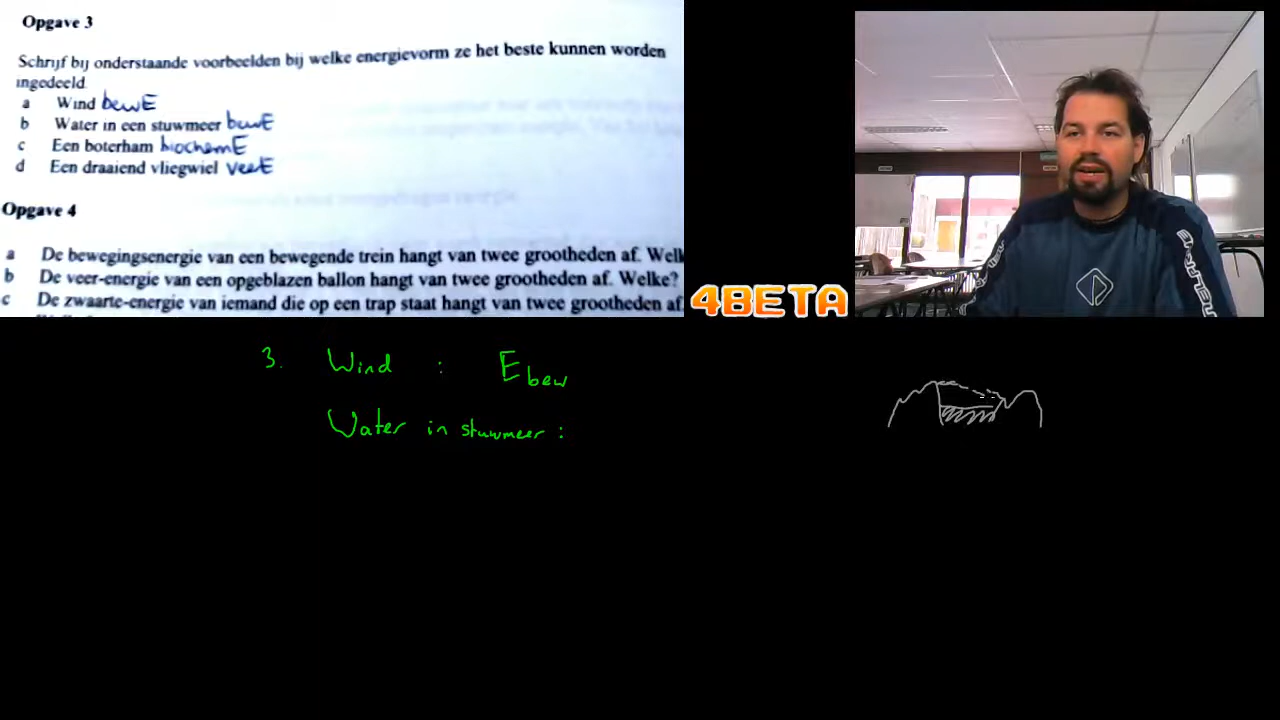 Opgave 3
Schrijf bij onderstaande voorbeelden bij welke energievorm ze het beste kunnen worden
ingedeeld
a Wind bewE
b Water in een stuwmeer bewE
c Een boterham biochemE
d Een draaiend vliegwiel veerE
Opgave 4
a De bewegingsenergie van een bewegende trein hangt van twee grootheden af. Welk
b De veer-energie van een opgeblazen ballon hangt van twee grootheden af. Welke?
c De zwaarte-energie van iemand die op een trap staat hangt van twee grootheden af
4BETA
3. Wind : Ebew
Water in stuwmeer :